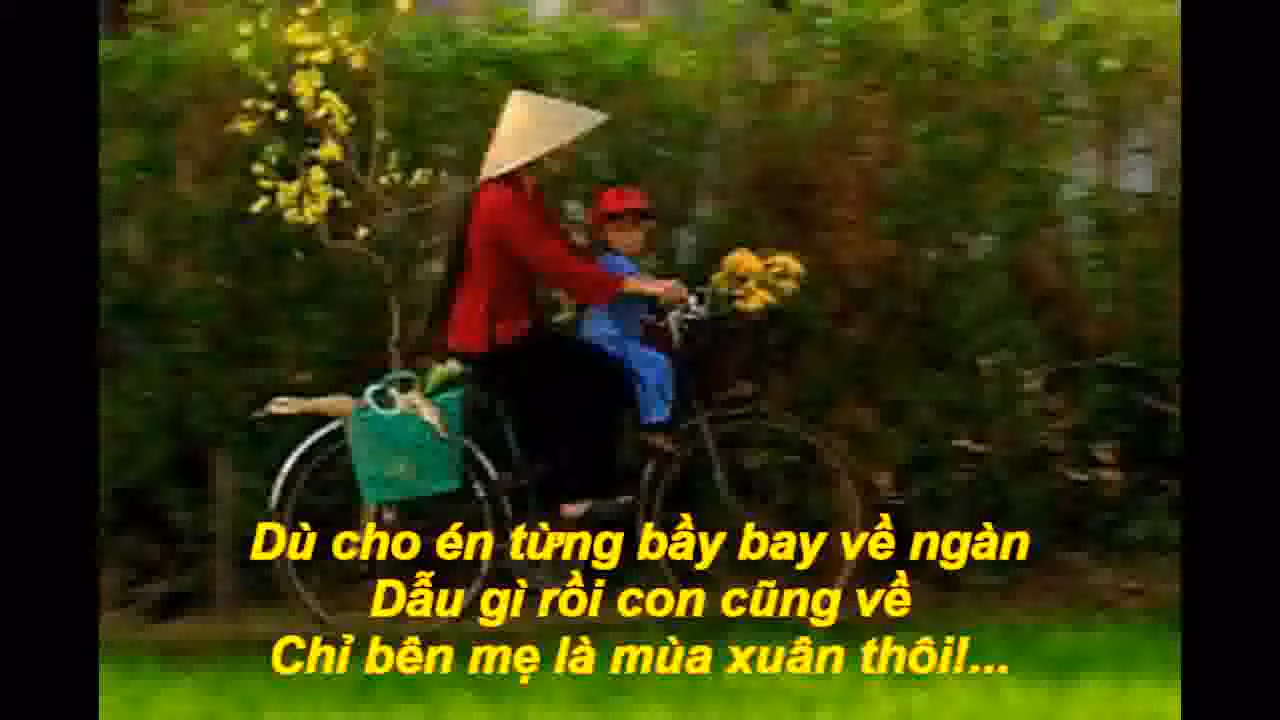 Dù cho én từng bầy bay về ngàn
Dẫu gì rồi con cũng về
Chỉ bên mẹ là mùa xuân thôi!...